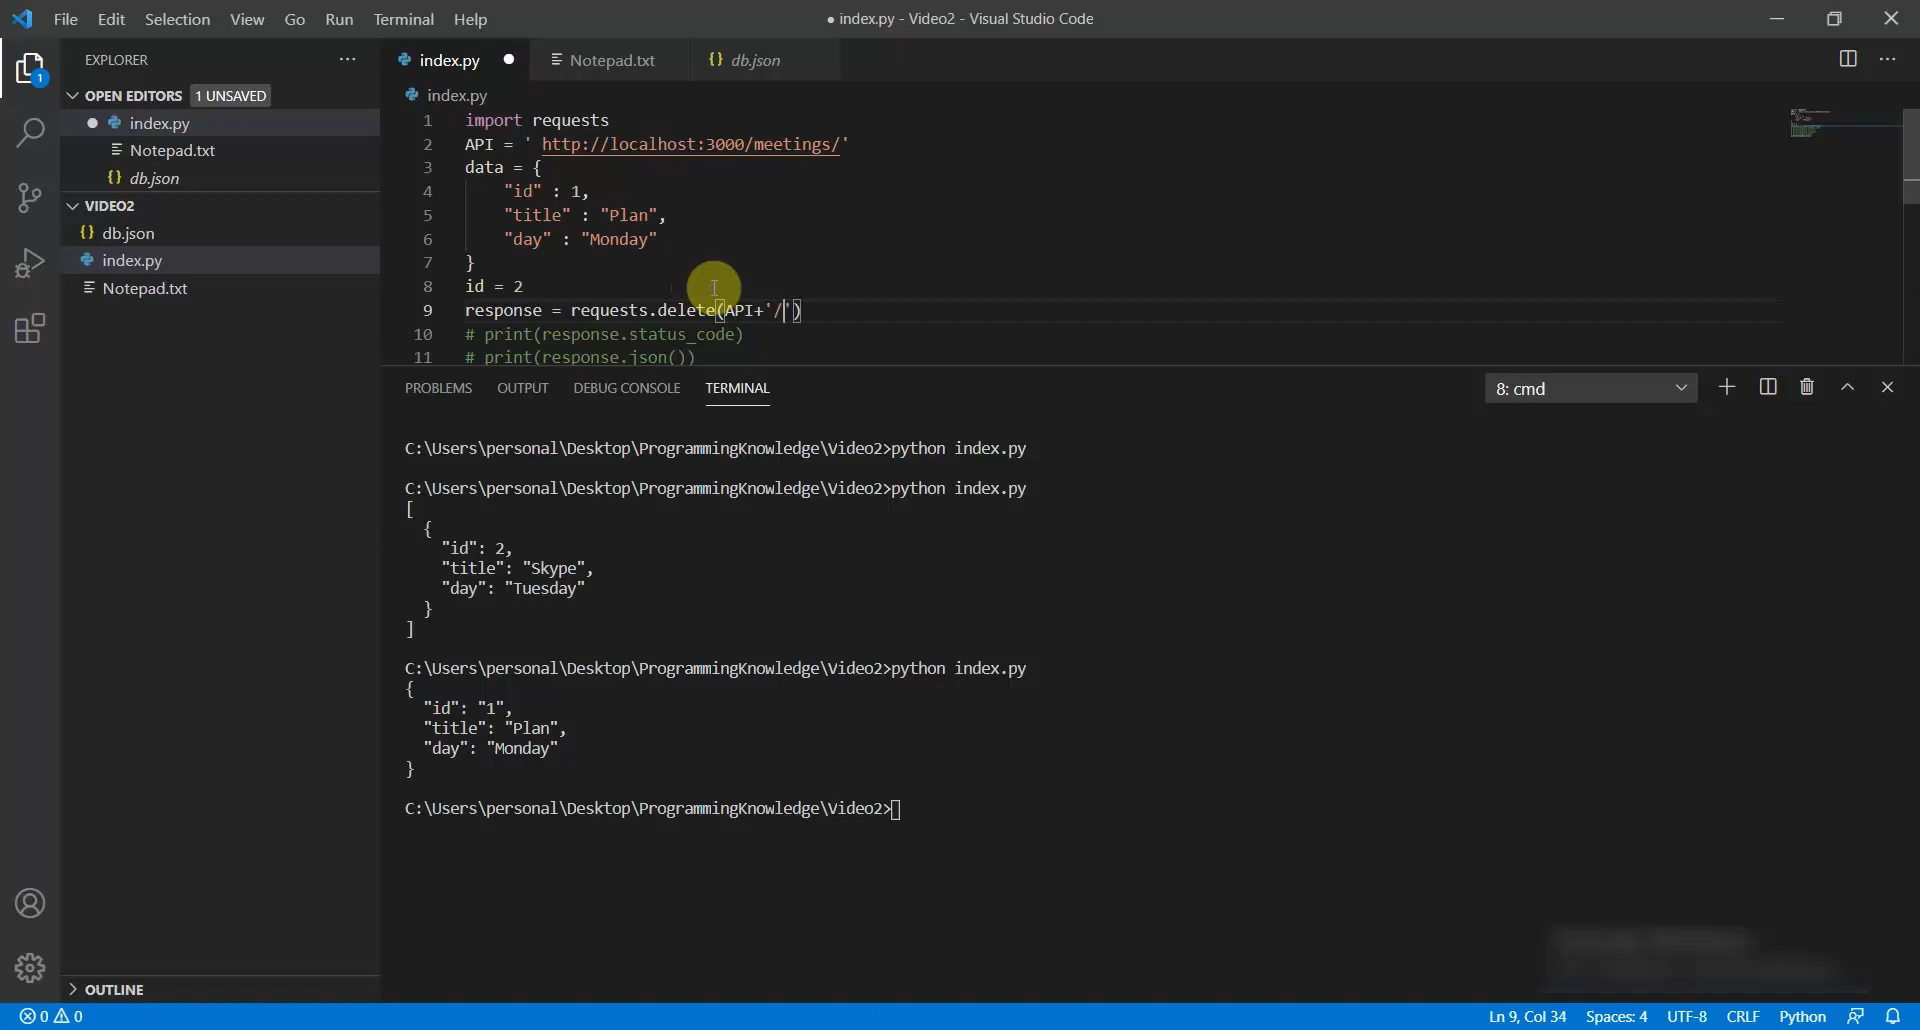 File Edit Selection View Go Run Terminal Help
● index.py - Video2 - Visual Studio Code
EXPLORER
index.py
Notepad.txt
db.json
OPEN EDITORS 1 UNSAVED
index.py
Notepad.txt
db.json
VIDEO2
db.json
index.py
Notepad.txt
OUTLINE
1
index.py
1 import requests
2 API = ' http://localhost:3000/meetings/'
3 data = {
4 "id" : 1,
5 "title" : "Plan",
6 "day" : "Monday"
7 }
8 id = 2
9 response = requests.delete(API+'/')
10 # print(response.status_code)
11 # print(response.json())
PROBLEMS OUTPUT DEBUG CONSOLE TERMINAL
8: cmd
C:\Users\personal\Desktop\ProgrammingKnowledge\Video2>python index.py
C:\Users\personal\Desktop\ProgrammingKnowledge\Video2>python index.py
[
{
"id": 2,
"title": "Skype",
"day": "Tuesday"
}
]
C:\Users\personal\Desktop\ProgrammingKnowledge\Video2>python index.py
{
"id": "1",
"title": "Plan",
"day": "Monday"
}
C:\Users\personal\Desktop\ProgrammingKnowledge\Video2>
0 0
Ln 9, Col 34 Spaces: 4 UTF-8 CRLF Python